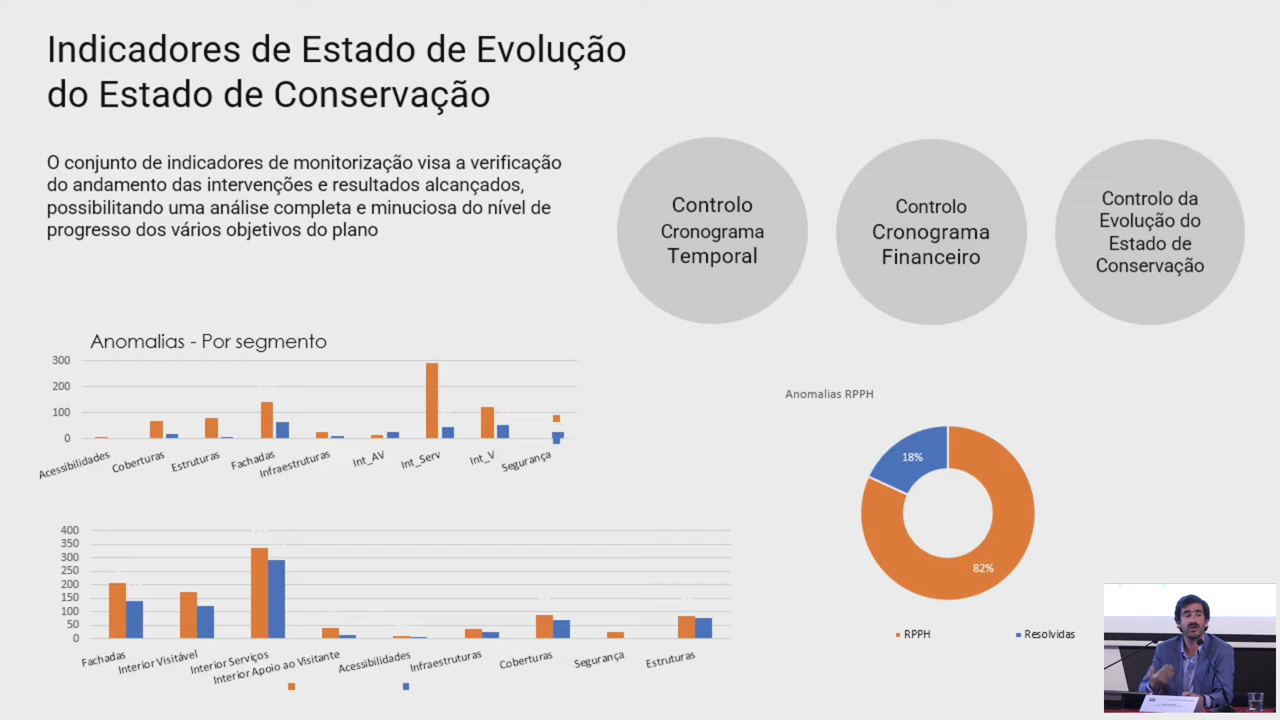 Indicadores de Estado de Evolução
do Estado de Conservação
O conjunto de indicadores de monitorização visa a verificação
do andamento das intervenções e resultados alcançados,
possibilitando uma análise completa e minuciosa do nível de
progresso dos vários objetivos do plano
Controlo
Cronograma
Temporal
Controlo
Cronograma
Financeiro
Controlo da
Evolução do
Estado de
Conservação
Anomalias - Por segmento
300
200
100
0
Acessibilidades
Coberturas
Estruturas
Fachadas
Infraestruturas
Int_AV
Int_Serv
Int_V
Segurança
400
350
300
250
200
150
100
50
0
Fachadas
Interior Visitável
Interior Serviços
Interior Apoio ao Visitante
Acessibilidades
Infraestruturas
Coberturas
Segurança
Estruturas
Anomalias RPPH
18%
82%
RPPH
Resolvidas